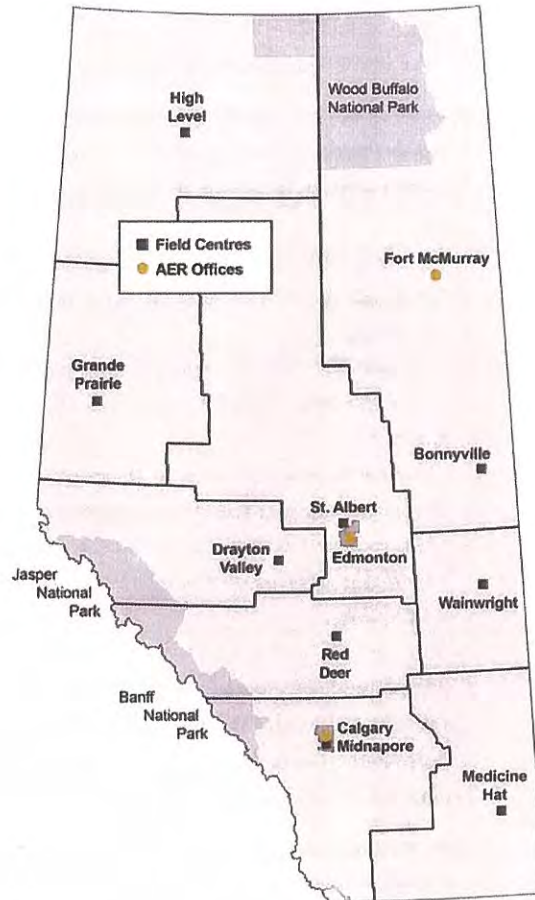 Wood Buffalo
National Park
High
Level
Field Centres
AER Offices
Fort McMurray
Grande
Prairie
Bonnyville
St. Albert
Edmonton
Drayton
Valley
Jasper
National
Park
Wainwright
Red
Deer
Banff
National
Park
Calgary
Midnapore
Medicine
Hat